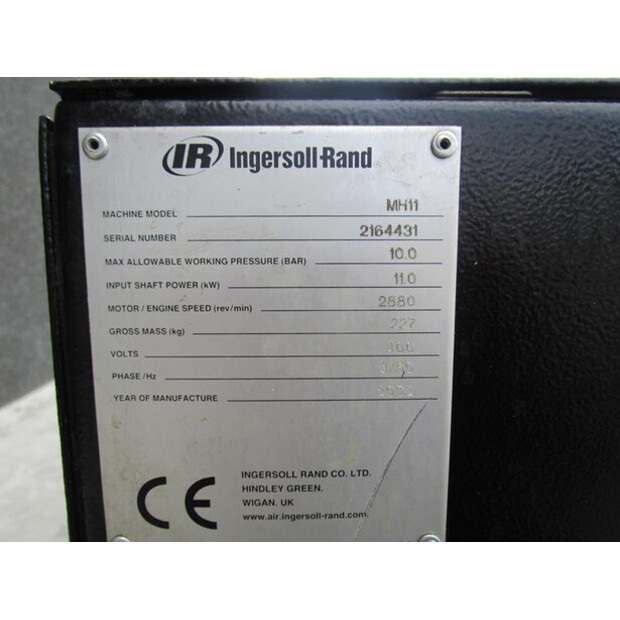 IR Ingersoll-Rand
MACHINE MODEL MH11
SERIAL NUMBER 2164431
MAX ALLOWABLE WORKING PRESSURE (BAR) 10.0
INPUT SHAFT POWER (kW) 11.0
MOTOR / ENGINE SPEED (rev/min) 2880
GROSS MASS (kg) 227
VOLTS
PHASE /Hz
YEAR OF MANUFACTURE
CE
INGERSOLL RAND CO. LTD.
HINDLEY GREEN.
WIGAN. UK
www.air.ingersoll-rand.com.